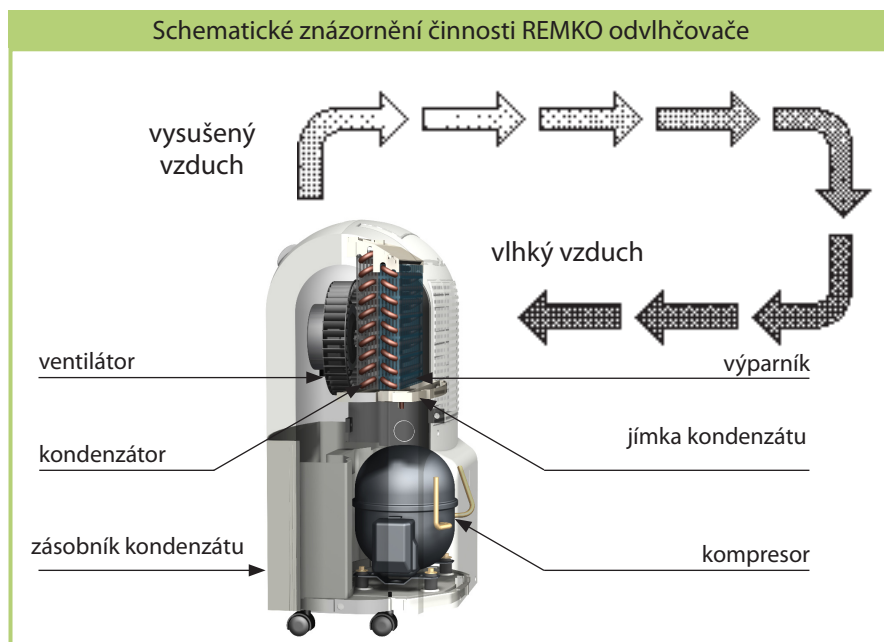 Schematické znázornění činnosti REMKO odvlhčovače
vysušený
vzduch
vlhký vzduch
ventilátor
výparník
kondenzátor
jímka kondenzátu
zásobník kondenzátu
kompresor